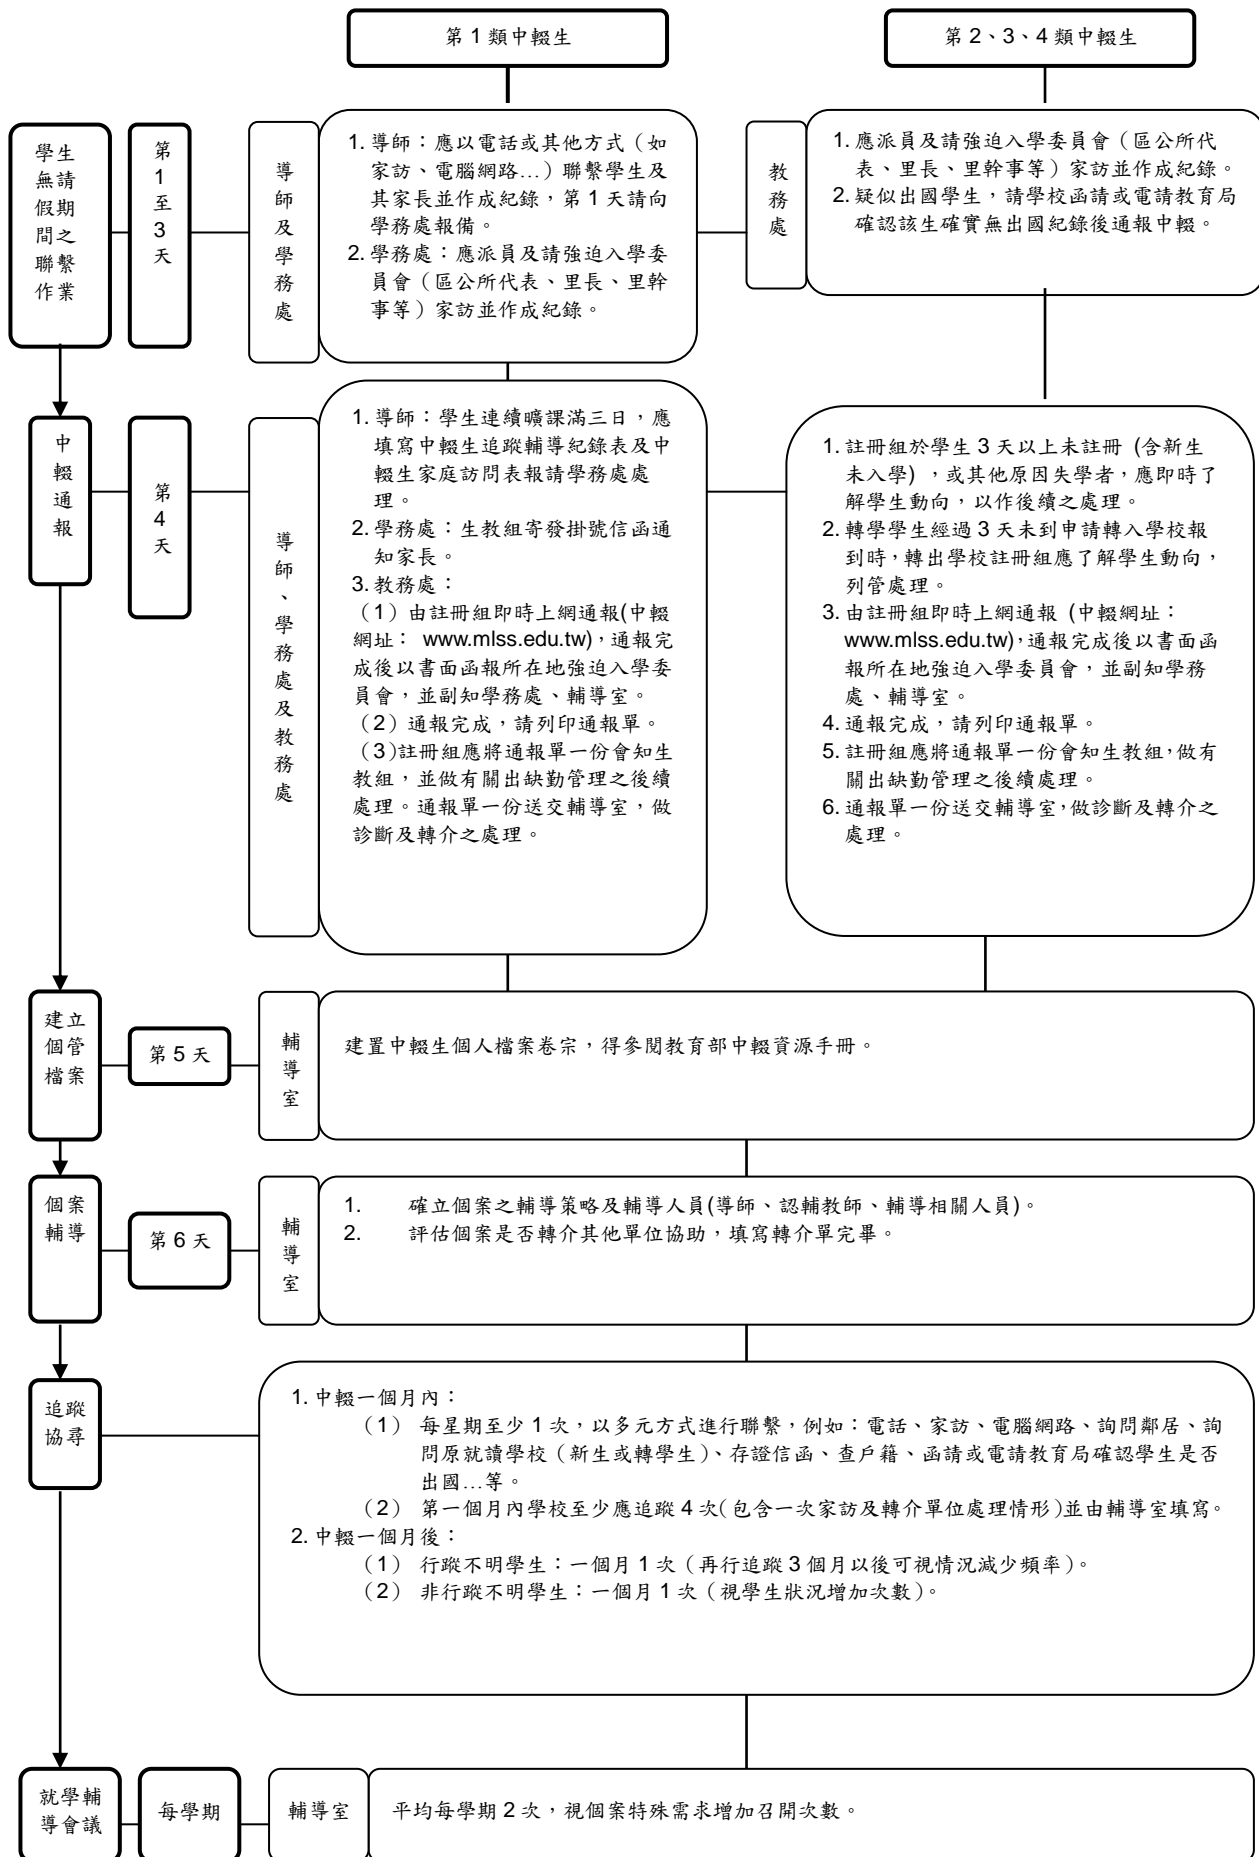 第 1 類中輟生
第 2、3、4 類中輟生
學生
無請
假期
間之
聯繫
作業
第
1
至
3
天
導
師
及
學
務
處
1. 導師：應以電話或其他方式（如
家訪、電腦網路…）聯繫學生及
其家長並作成紀錄，第 1 天請向
學務處報備。
2. 學務處：應派員及請強迫入學委
員會（區公所代表、里長、里幹
事等）家訪並作成紀錄。
教
務
處
1. 應派員及請強迫入學委員會（區公所代
表、里長、里幹事等）家訪並作成紀錄。
2. 疑似出國學生，請學校函請或電請教育局
確認該生確實無出國紀錄後通報中輟。
中
輟
通
報
第
4
天
導
師
、
學
務
處
及
教
務
處
1. 導師：學生連續曠課滿三日，應
填寫中輟生追蹤輔導紀錄表及中
輟生家庭訪問表報請學務處處
理。
2. 學務處：生教組寄發掛號信函通
知家長。
3. 教務處：
（1）由註冊組即時上網通報(中輟
網址： www.mlss.edu.tw)，通報完
成後以書面函報所在地強迫入學委
員會，並副知學務處、輔導室。
（2）通報完成，請列印通報單。
（3）註冊組應將通報單一份會知生
教組，並做有關出缺勤管理之後續
處理。通報單一份送交輔導室，做
診斷及轉介之處理。
1. 註冊組於學生 3 天以上未註冊 (含新生
未入學) ，或其他原因失學者，應即時了
解學生動向，以作後續之處理。
2. 轉學學生經過 3 天未到申請轉入學校報
到時，轉出學校註冊組應了解學生動向，
列管處理。
3. 由註冊組即時上網通報 (中輟網址：
www.mlss.edu.tw)，通報完成後以書面函
報所在地強迫入學委員會，並副知學務
處、輔導室。
4. 通報完成，請列印通報單。
5. 註冊組應將通報單一份會知生教組，做有
關出缺勤管理之後續處理。
6. 通報單一份送交輔導室，做診斷及轉介之
處理。
建立
個管
檔案
第 5 天
輔
導
室
建置中輟生個人檔案卷宗，得參閱教育部中輟資源手冊。
個案
輔導
第 6 天
輔
導
室
1. 確立個案之輔導策略及輔導人員(導師、認輔教師、輔導相關人員)。
2. 評估個案是否轉介其他單位協助，填寫轉介單完畢。
追蹤
協尋
1. 中輟一個月內：
（1） 每星期至少 1 次，以多元方式進行聯繫，例如：電話、家訪、電腦網路、詢問鄰居、詢
問原就讀學校（新生或轉學生）、存證信函、查戶籍、函請或電請教育局確認學生是否
出國…等。
（2） 第一個月內學校至少應追蹤 4 次(包含一次家訪及轉介單位處理情形)並由輔導室填寫。
2. 中輟一個月後：
（1） 行蹤不明學生：一個月 1 次（再行追蹤 3 個月以後可視情況減少頻率）。
（2） 非行蹤不明學生：一個月 1 次（視學生狀況增加次數）。
就學輔
導會議
每學期
輔導室
平均每學期 2 次，視個案特殊需求增加召開次數。